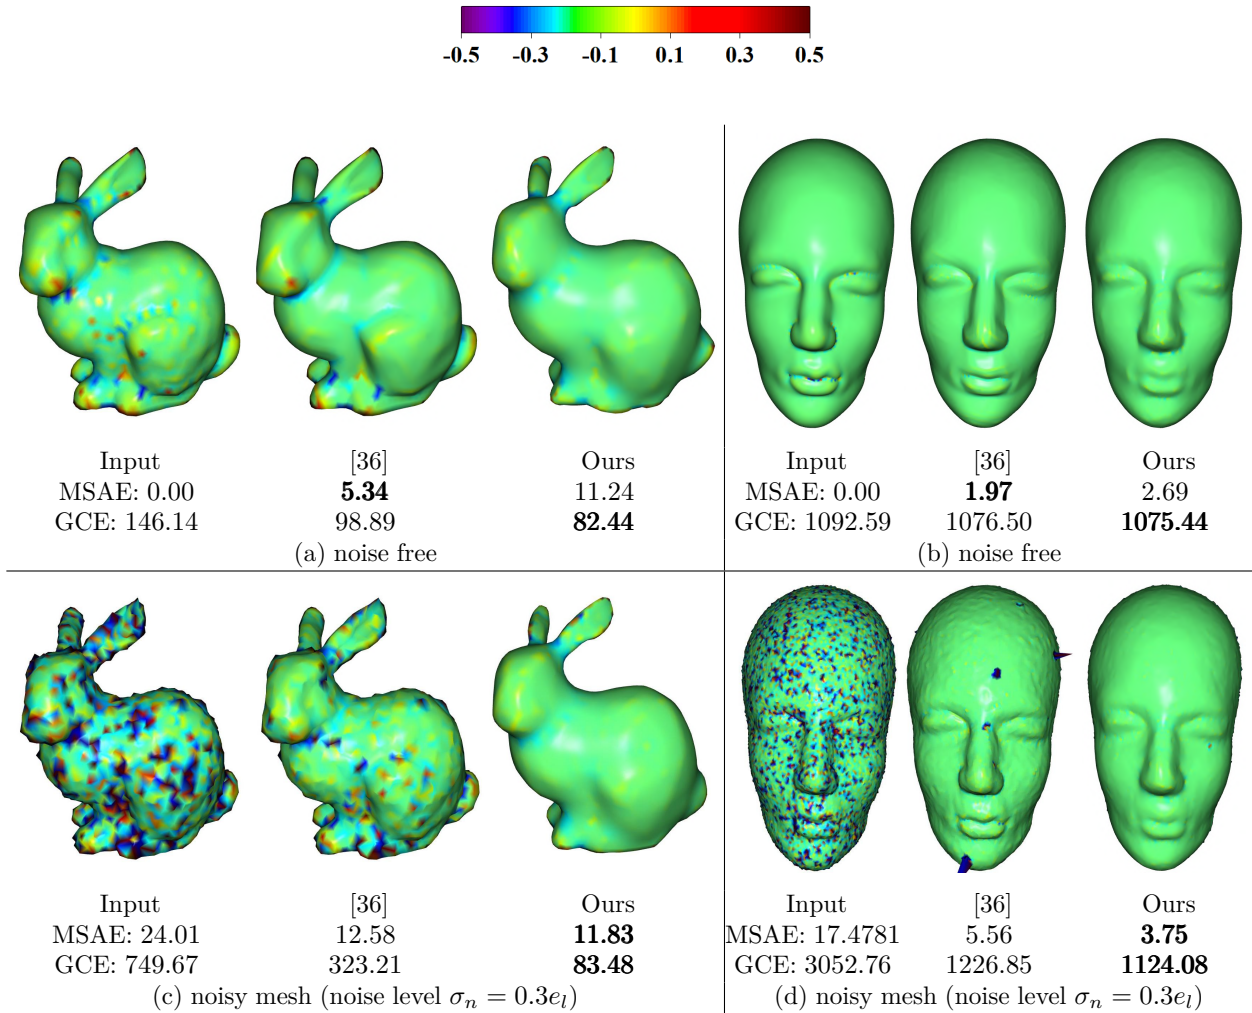 -0.5 -0.3 -0.1 0.1 0.3 0.5
Input [36] Ours
MSAE: 0.00 5.34 11.24
GCE: 146.14 98.89 82.44
(a) noise free
Input [36] Ours
MSAE: 0.00 1.97 2.69
GCE: 1092.59 1076.50 1075.44
(b) noise free
Input [36] Ours
MSAE: 24.01 12.58 11.83
GCE: 749.67 323.21 83.48
(c) noisy mesh (noise level σₙ = 0.3eₗ)
Input [36] Ours
MSAE: 17.4781 5.56 3.75
GCE: 3052.76 1226.85 1124.08
(d) noisy mesh (noise level σₙ = 0.3eₗ)